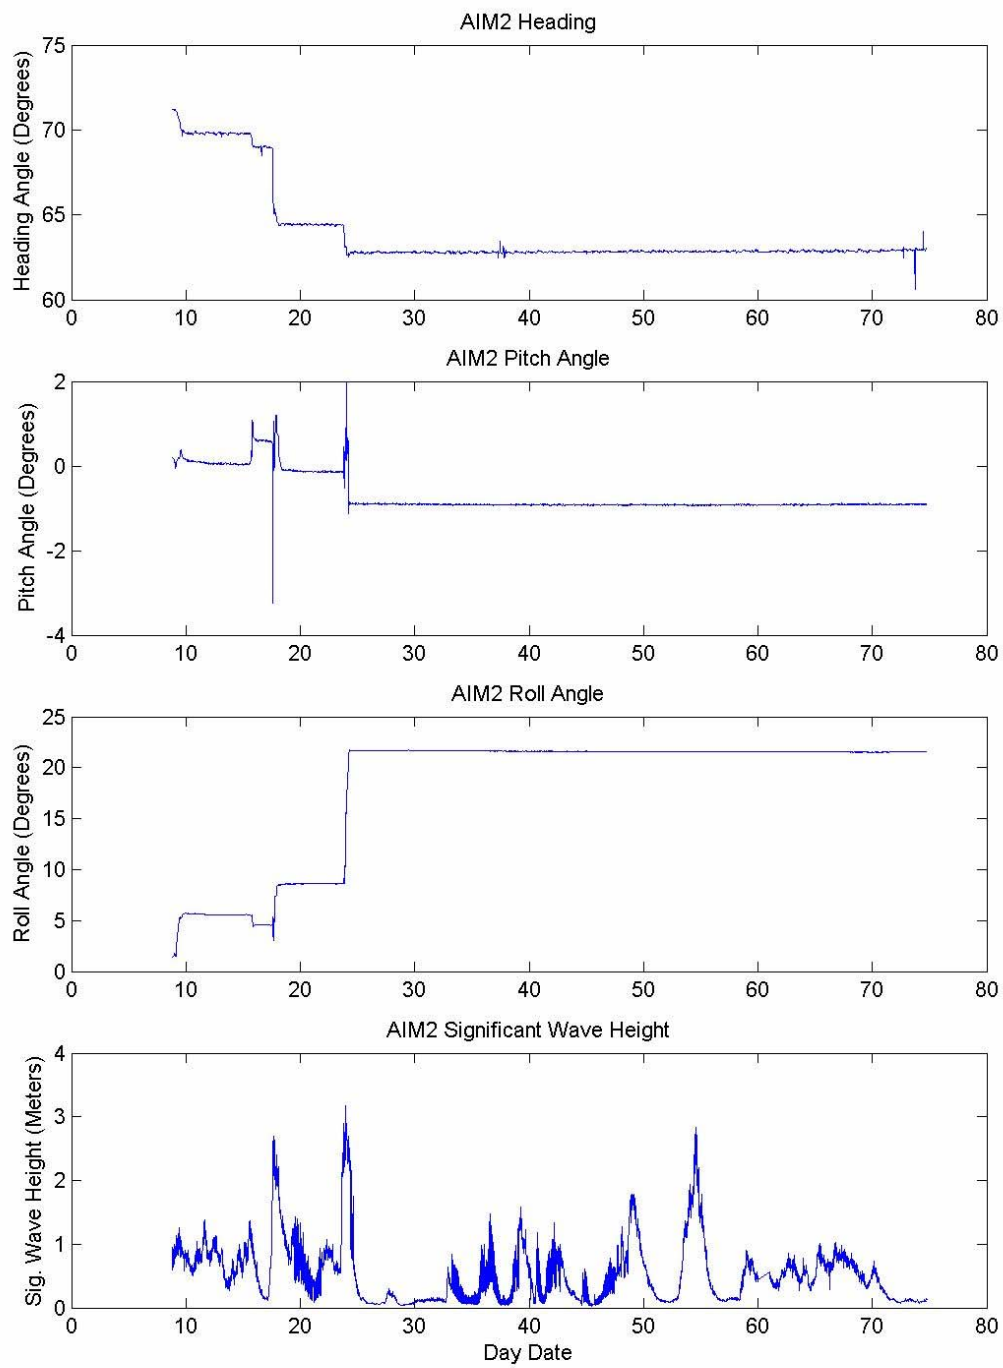 AIM2 Heading
Heading Angle (Degrees)
75
70
65
60
0 10 20 30 40 50 60 70 80
AIM2 Pitch Angle
Pitch Angle (Degrees)
2
0
-2
-4
0 10 20 30 40 50 60 70 80
AIM2 Roll Angle
Roll Angle (Degrees)
25
20
15
10
5
0
0 10 20 30 40 50 60 70 80
AIM2 Significant Wave Height
Sig. Wave Height (Meters)
4
3
2
1
0
0 10 20 30 40 50 60 70 80
Day Date